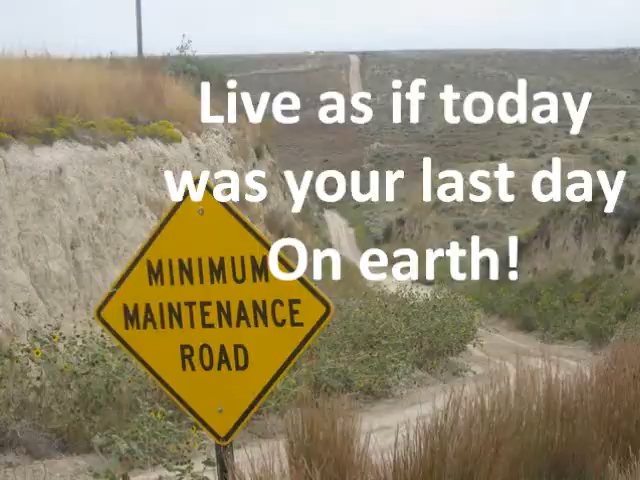 Live as if today
was your last day
On earth!
MINIMUM
MAINTENANCE
ROAD